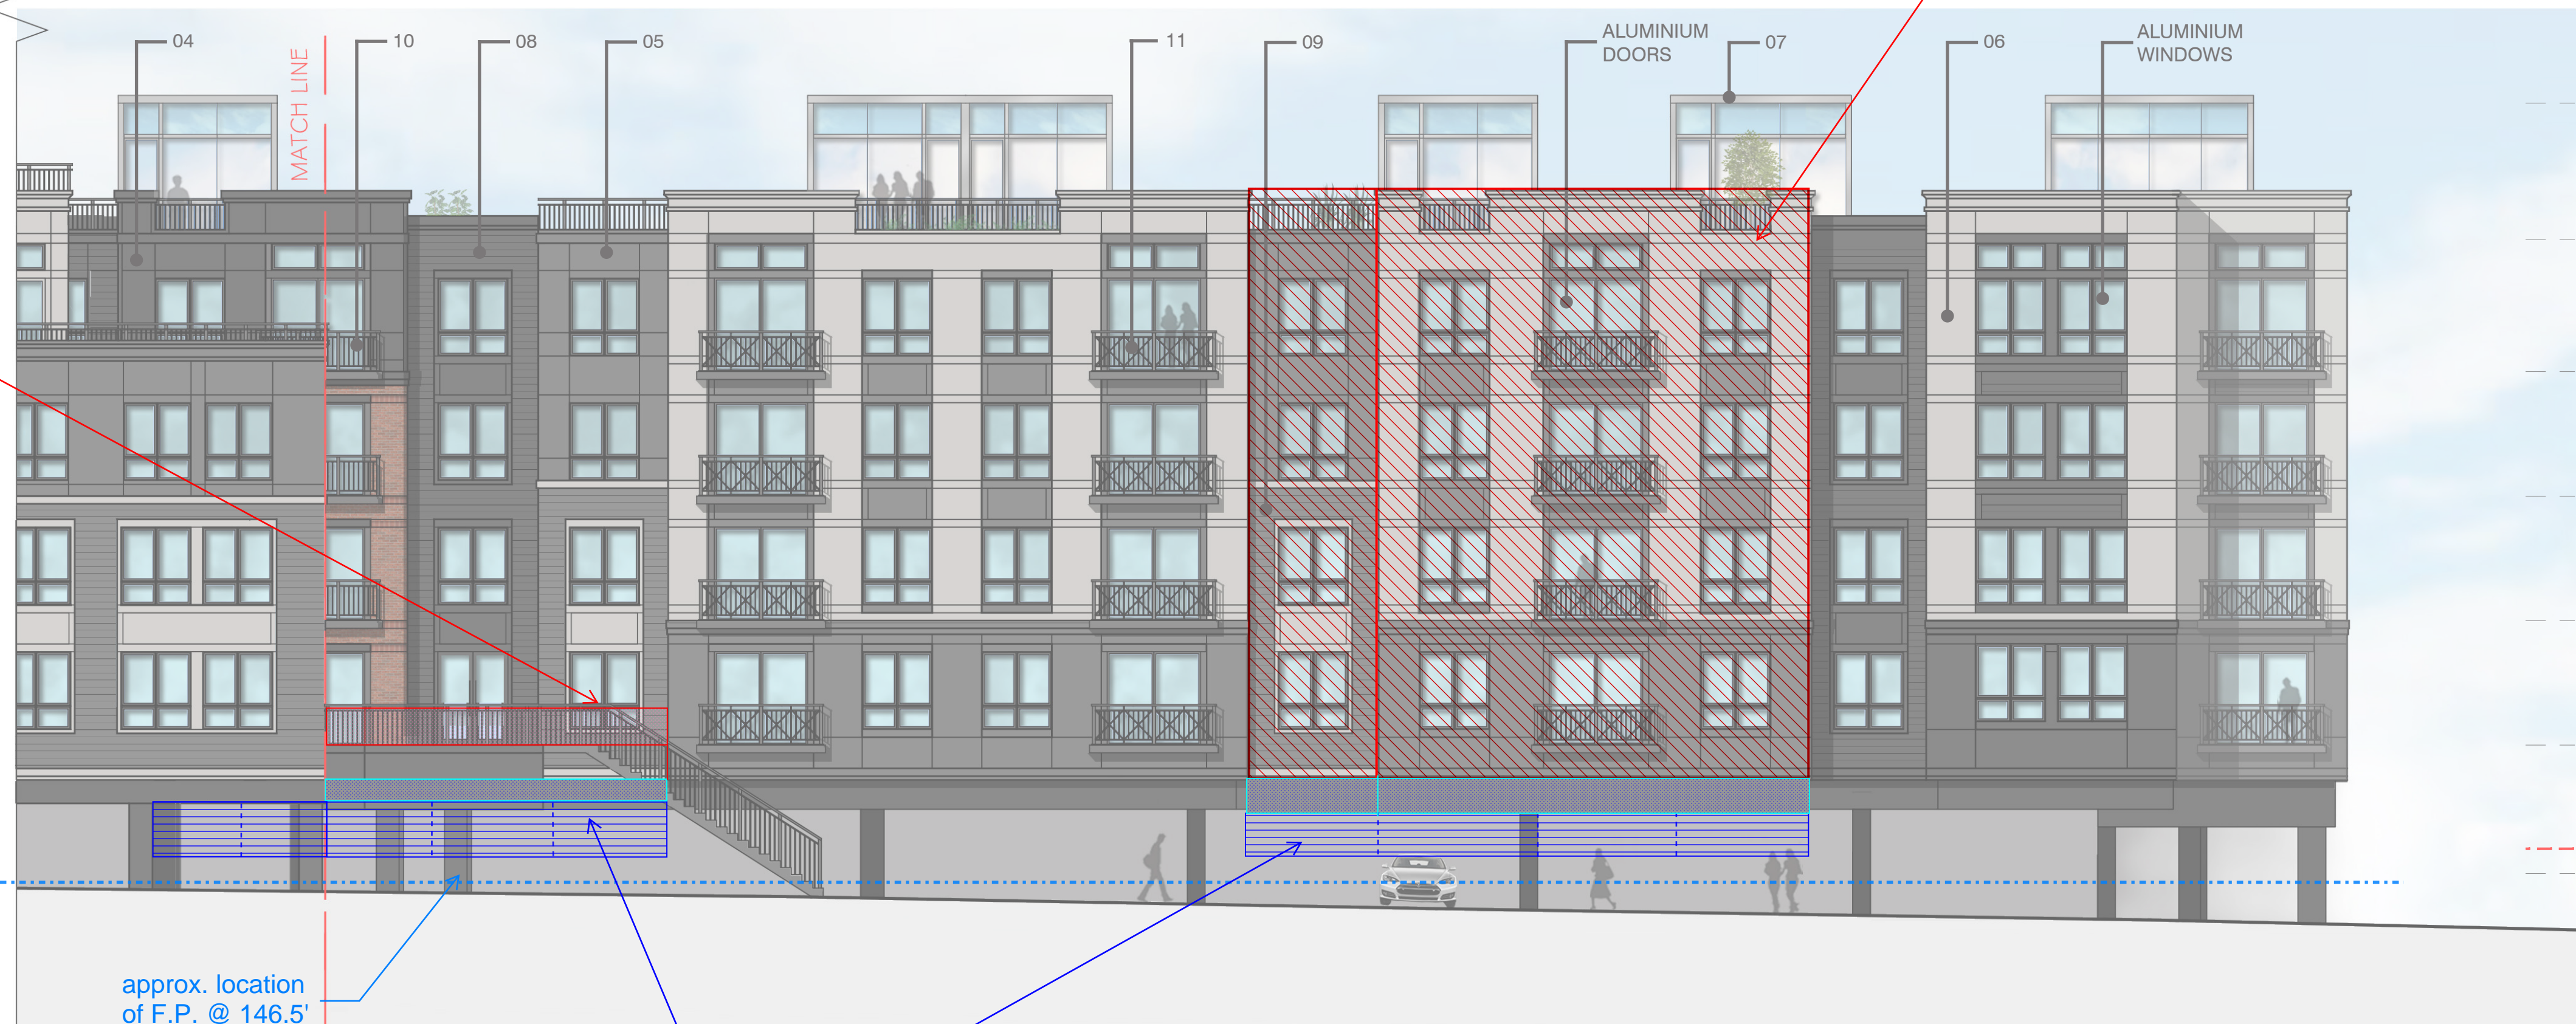 04
MATCH LINE
10
08
05
11
09
ALUMINIUM
DOORS
07
06
ALUMINIUM
WINDOWS
approx. location
of F.P. @ 146.5'